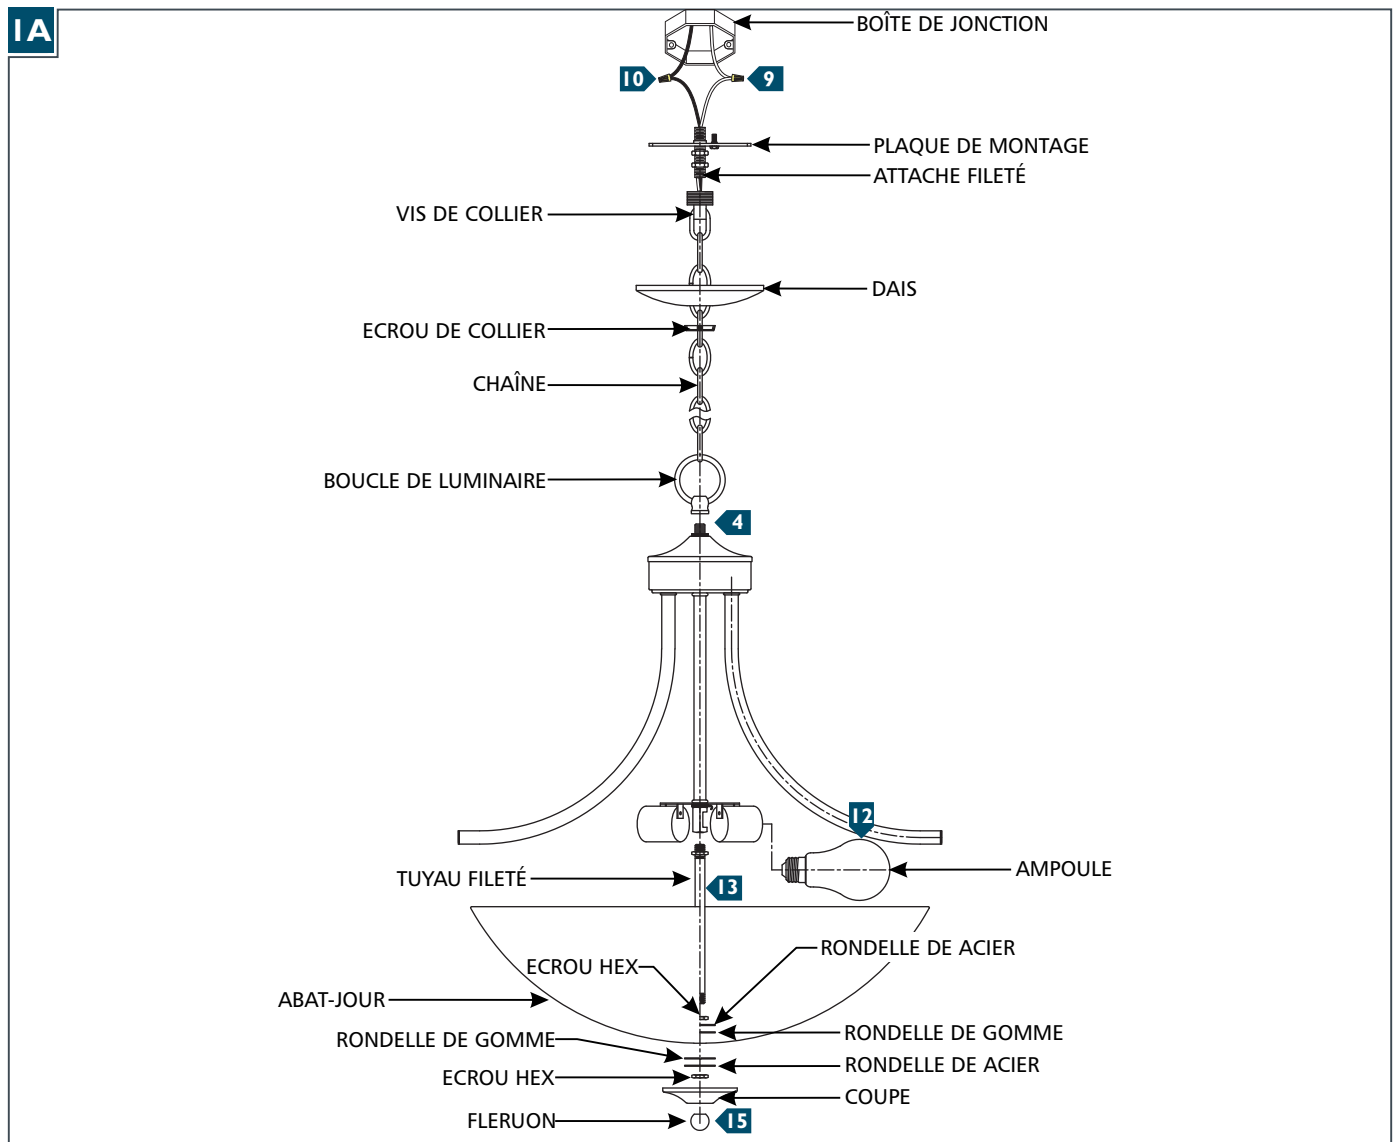 1A
BOÎTE DE JONCTION
10
9
PLAQUE DE MONTAGE
ATTACHE FILETÉ
VIS DE COLLIER
DAIS
ECROU DE COLLIER
CHAÎNE
BOUCLE DE LUMINAIRE
4
12
AMPOULE
TUYAU FILETÉ
13
RONDELLE DE ACIER
ECROU HEX
ABAT-JOUR
RONDELLE DE GOMME
RONDELLE DE GOMME
RONDELLE DE ACIER
ECROU HEX
COUPE
FLERUON
15